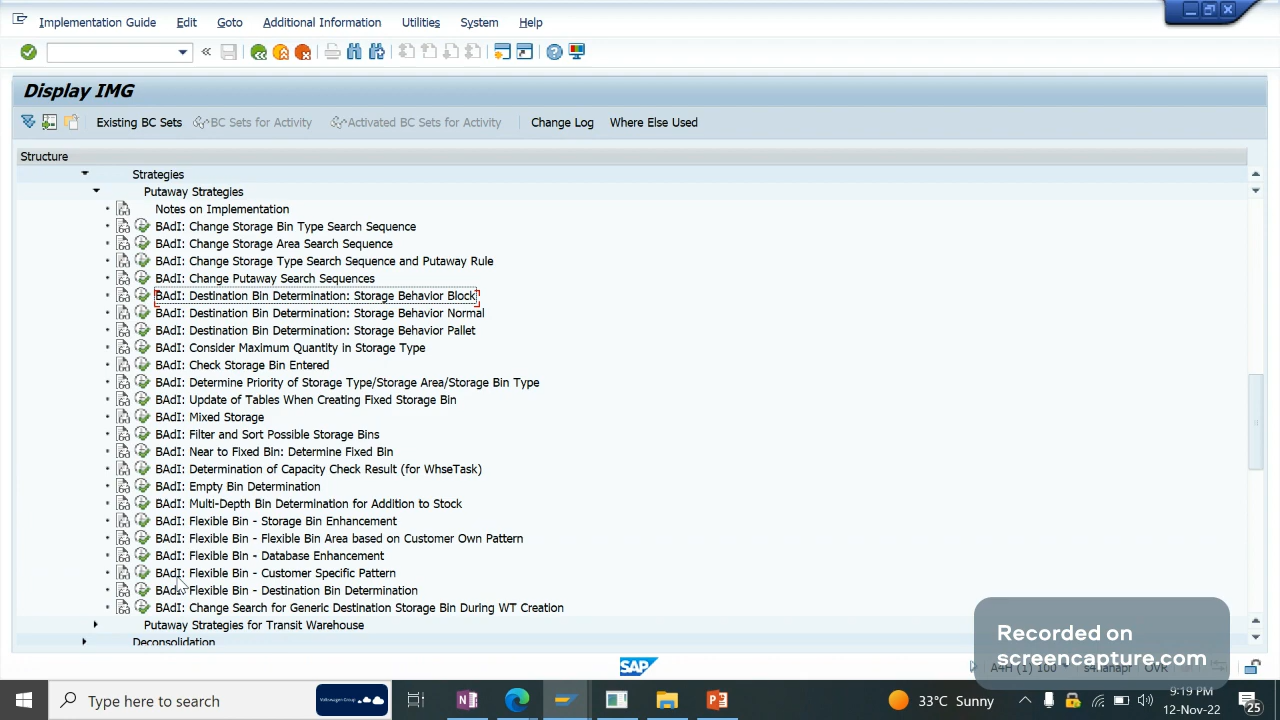 Implementation Guide Edit Goto Additional Information Utilities System Help
Display IMG
Existing BC Sets BC Sets for Activity Activated BC Sets for Activity Change Log Where Else Used
Structure
Strategies
Putaway Strategies
Notes on Implementation
BAdI: Change Storage Bin Type Search Sequence
BAdI: Change Storage Area Search Sequence
BAdI: Change Storage Type Search Sequence and Putaway Rule
BAdI: Change Putaway Search Sequences
BAdI: Destination Bin Determination: Storage Behavior Block
BAdI: Destination Bin Determination: Storage Behavior Normal
BAdI: Destination Bin Determination: Storage Behavior Pallet
BAdI: Consider Maximum Quantity in Storage Type
BAdI: Check Storage Bin Entered
BAdI: Determine Priority of Storage Type/Storage Area/Storage Bin Type
BAdI: Update of Tables When Creating Fixed Storage Bin
BAdI: Mixed Storage
BAdI: Filter and Sort Possible Storage Bins
BAdI: Near to Fixed Bin: Determine Fixed Bin
BAdI: Determination of Capacity Check Result (for WhseTask)
BAdI: Empty Bin Determination
BAdI: Multi-Depth Bin Determination for Addition to Stock
BAdI: Flexible Bin - Storage Bin Enhancement
BAdI: Flexible Bin - Flexible Bin Area based on Customer Own Pattern
BAdI: Flexible Bin - Database Enhancement
BAdI: Flexible Bin - Customer Specific Pattern
BAdI: Flexible Bin - Destination Bin Determination
BAdI: Change Search for Generic Destination Storage Bin During WT Creation
Putaway Strategies for Transit Warehouse
Deconsolidation
Recorded on
screencapture.com
SAP
A4H (1) 100 s4hanapr OVR
Type here to search
33°C Sunny
9:19 PM
12-Nov-22
25